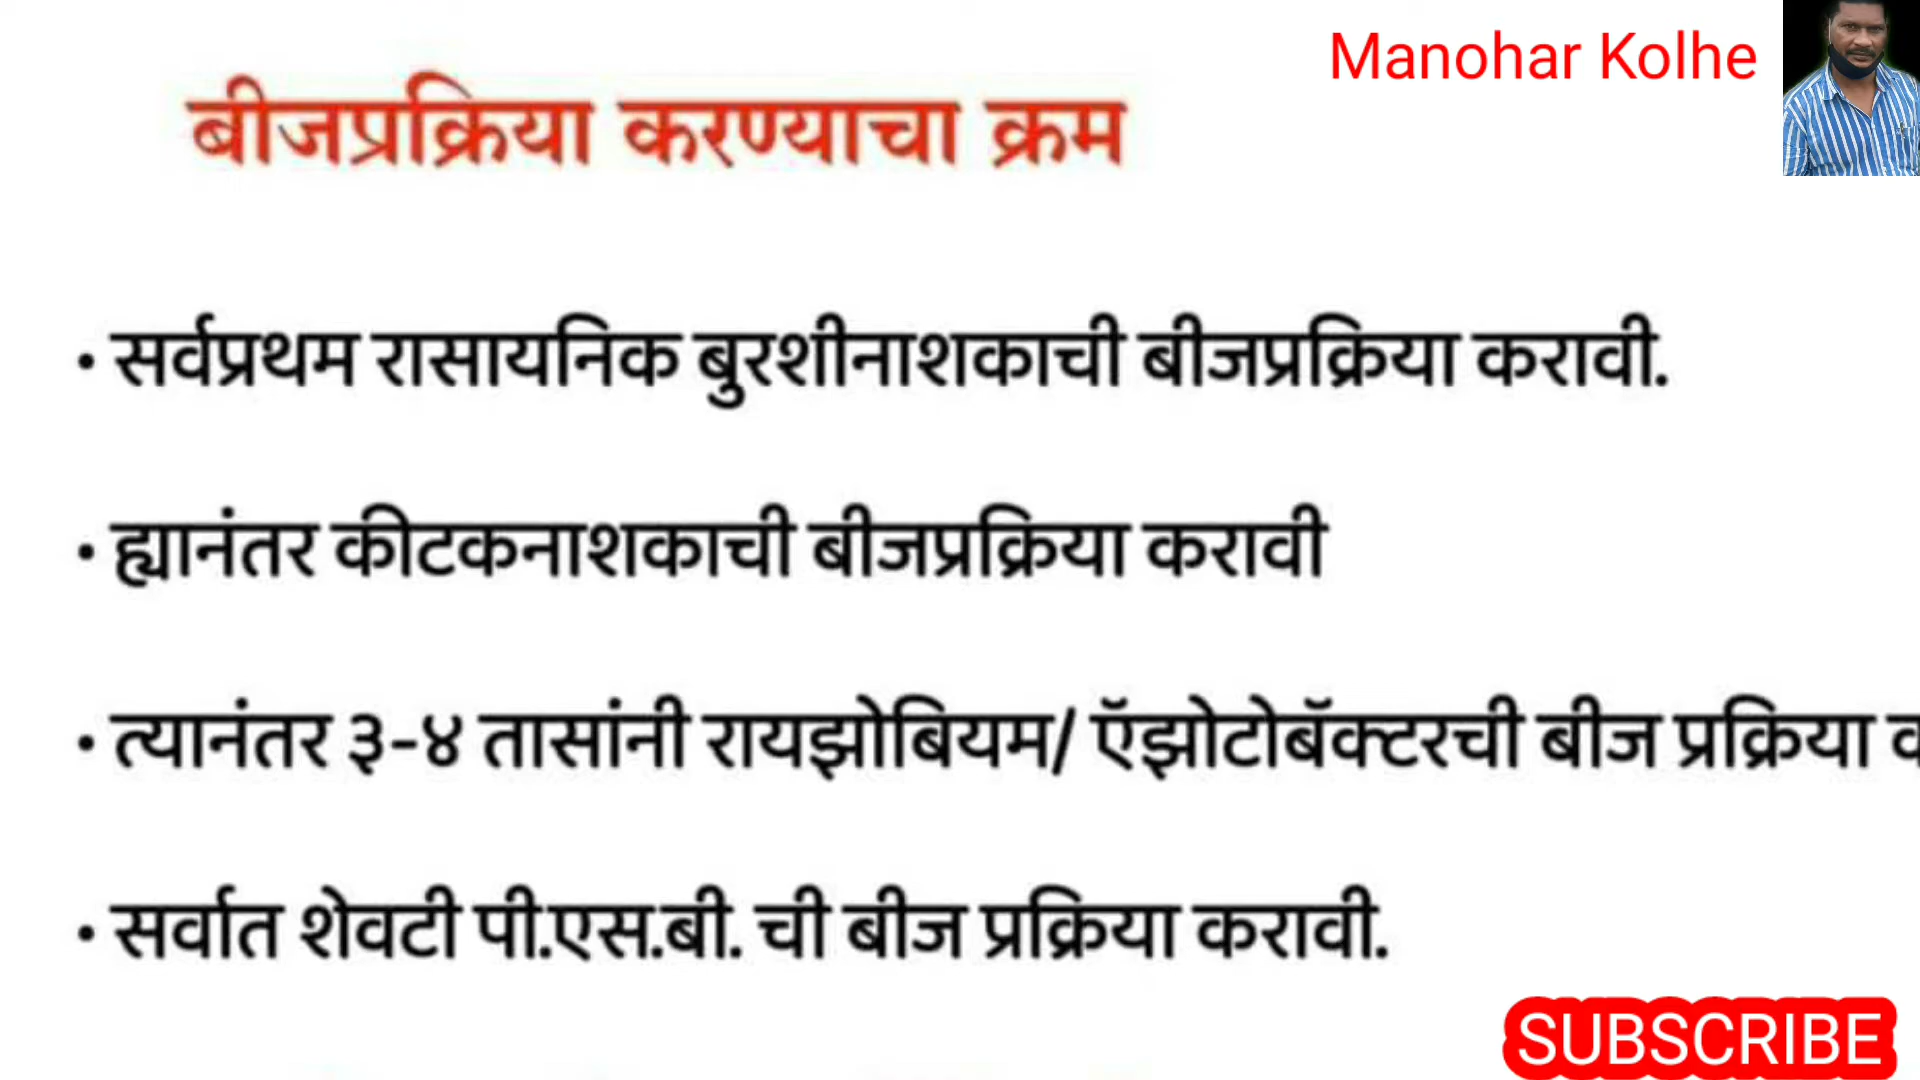 Manohar Kolhe
बीजप्रक्रिया करण्याचा क्रम
• सर्वप्रथम रासायनिक बुरशीनाशकाची बीजप्रक्रिया करावी.
• ह्यानंतर कीटकनाशकाची बीजप्रक्रिया करावी
• त्यानंतर ३-४ तासांनी रायझोबियम/ ऍझोटोबॅक्टरची बीज प्रक्रिया
• सर्वात शेवटी पी.एस.बी. ची बीज प्रक्रिया करावी.
SUBSCRIBE